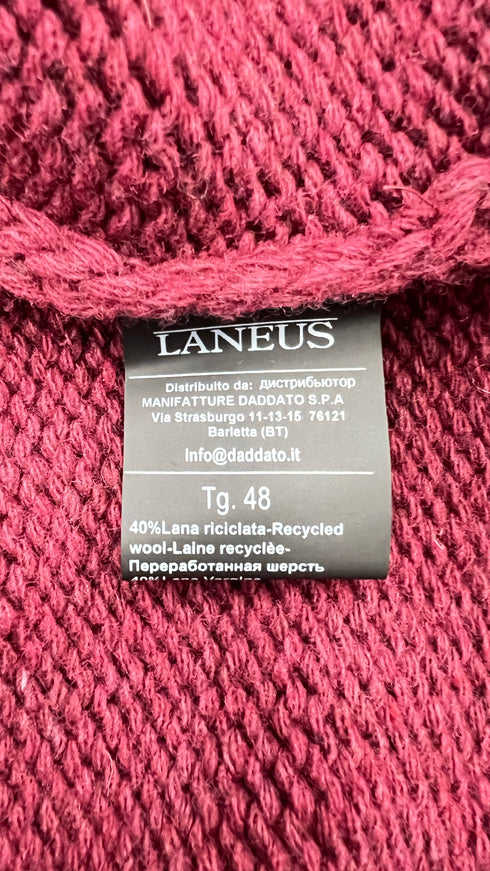 LANEUS
Distribuito da: дистрибьютор
MANIFATTURE DADDATO S.P.A
Via Strasburgo 11-13-15 76121
Barletta (BT)
info@daddato.it
Tg. 48
40%Lana riciclata-Recycled
wool-Laine recyclèe-
Переработанная шерсть